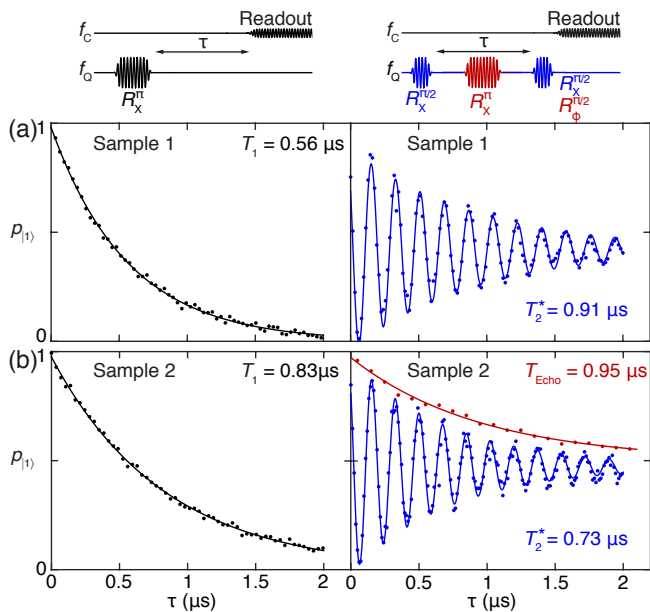 f_C Readout
τ
f_Q
R_X^π
f_C Readout
τ
f_Q
R_X^{π/2} R_X^π R_X^{π/2}
R_Φ^{π/2}
(a) 1 Sample 1 T_1 = 0.56 µs
p_{|1⟩}
0
Sample 1
T_2^* = 0.91 µs
(b) 1 Sample 2 T_1 = 0.83µs
p_{|1⟩}
0
0 0.5 1 1.5 2
τ (µs)
Sample 2 T_Echo = 0.95 µs
T_2^* = 0.73 µs
0 0.5 1 1.5 2
τ (µs)